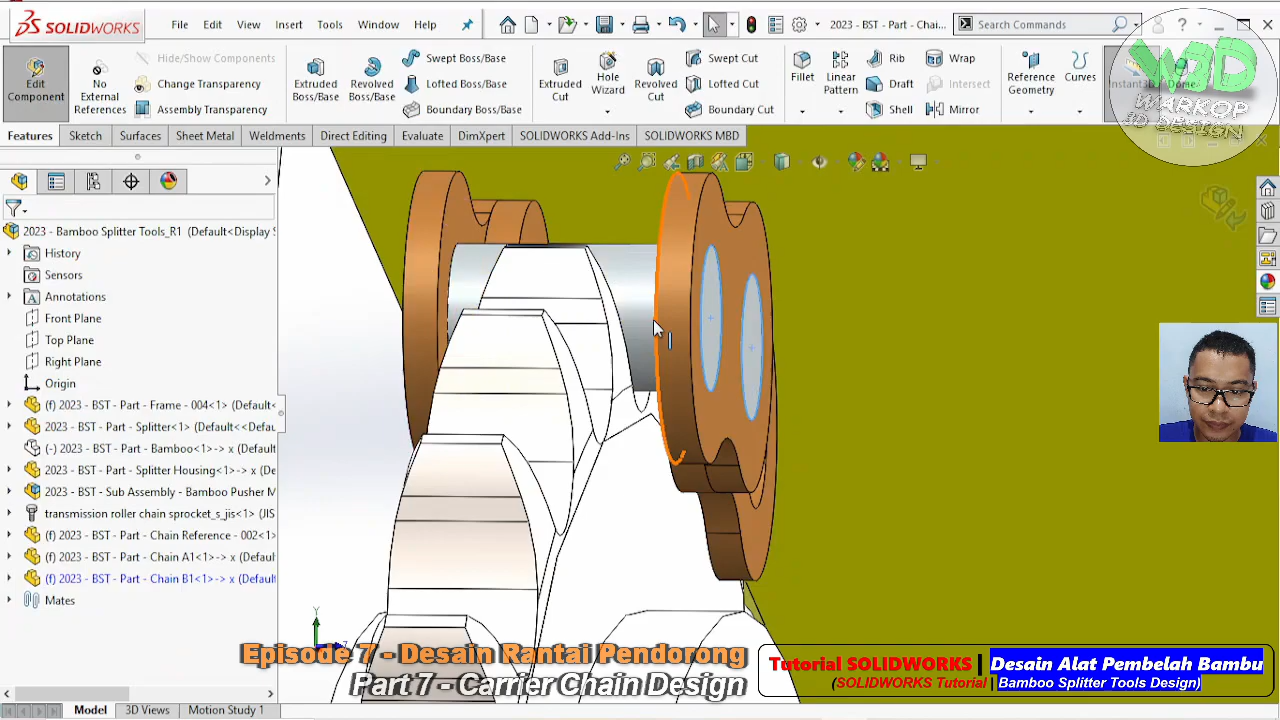 SOLIDWORKS
File
Edit
View
Insert
Tools
Window
Help
2023 - BST - Part - Chai...
Search Commands
Edit Component
No External References
Hide/Show Components
Change Transparency
Assembly Transparency
Extruded Boss/Base
Revolved Boss/Base
Swept Boss/Base
Lofted Boss/Base
Boundary Boss/Base
Extruded Cut
Hole Wizard
Revolved Cut
Swept Cut
Lofted Cut
Boundary Cut
Fillet
Linear Pattern
Rib
Draft
Shell
Wrap
Intersect
Mirror
Reference Geometry
Curves
Instant3D
WARKOP
3D DESIGN
Features
Sketch
Surfaces
Sheet Metal
Weldments
Direct Editing
Evaluate
DimXpert
SOLIDWORKS Add-Ins
SOLIDWORKS MBD
2023 - Bamboo Splitter Tools_R1 (Default<Display S
History
Sensors
Annotations
Front Plane
Top Plane
Right Plane
Origin
(f) 2023 - BST - Part - Frame - 004<1> (Default<
2023 - BST - Part - Splitter<1> (Default<<Defau
(-) 2023 - BST - Part - Bamboo<1> (Default<<De
2023 - BST - Part - Splitter Housing<1> (De
2023 - BST - Sub Assembly - Bamboo Pusher M
transmission roller chain sprocket_s_jis<1> (JIS
(f) 2023 - BST - Part - Chain Reference - 002<1>
(f) 2023 - BST - Part - Chain A1<1>-> x (Defaul
(f) 2023 - BST - Part - Chain B1<1>-> x (Defaul
Mates
Y
Episode 7 - Desain Rantai Pendorong
Part 7 - Carrier Chain Design
Tutorial SOLIDWORKS | Desain Alat Pembelah Bambu
(SOLIDWORKS Tutorial | Bamboo Splitter Tools Design)
Model
3D Views
Motion Study 1